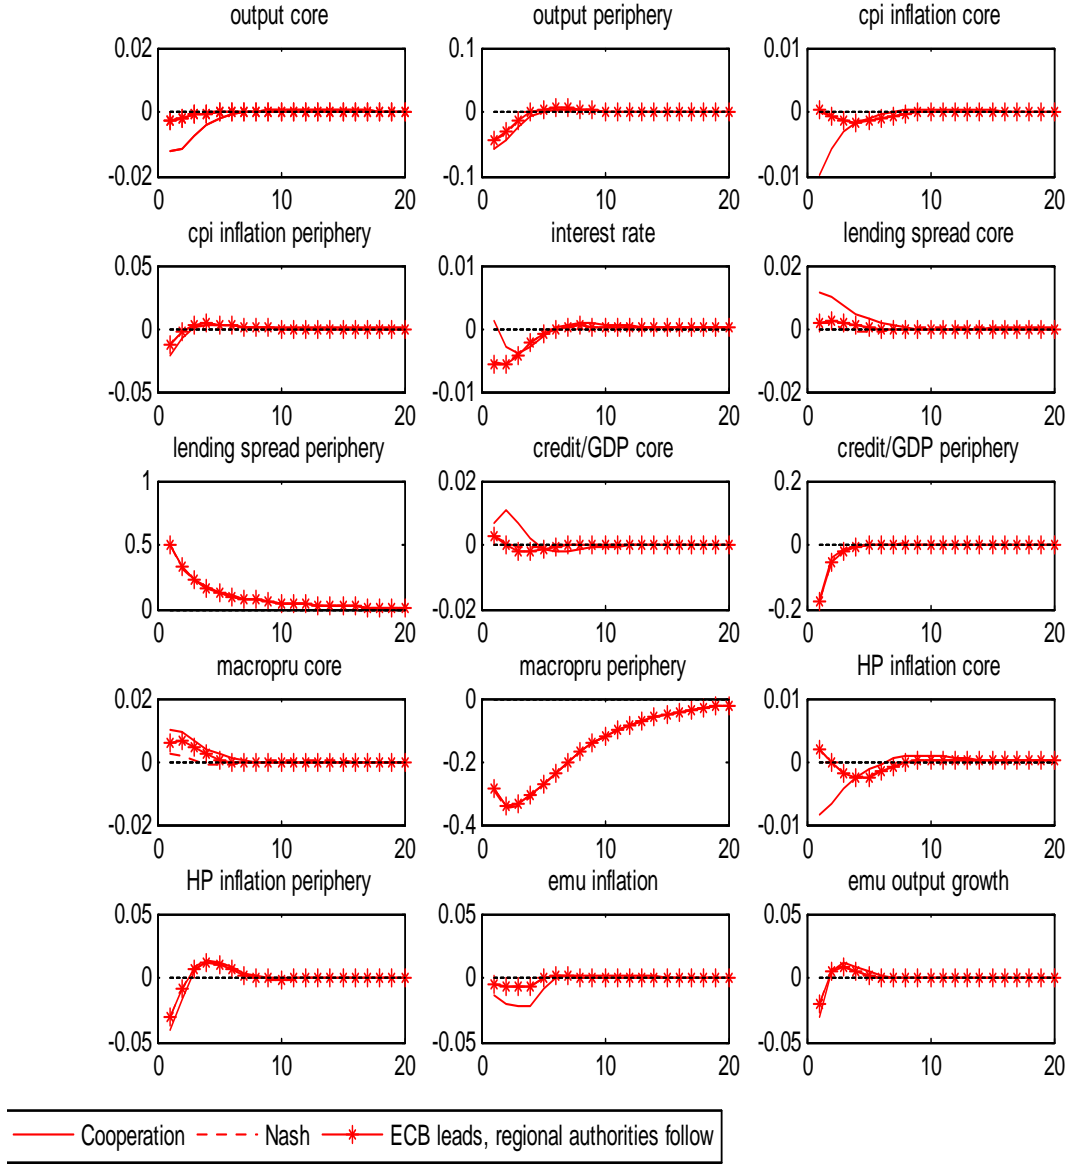 output core
output periphery
cpi inflation core
0.02
0
-0.02
0 10 20
0.1
0
-0.1
0 10 20
0.01
0
-0.01
0 10 20
cpi inflation periphery
interest rate
lending spread core
0.05
0
-0.05
0 10 20
0.01
0
-0.01
0 10 20
0.02
0
-0.02
0 10 20
lending spread periphery
credit/GDP core
credit/GDP periphery
1
0.5
0
0 10 20
0.02
0
-0.02
0 10 20
0.2
0
-0.2
0 10 20
macropru core
macropru periphery
HP inflation core
0.02
0
-0.02
0 10 20
0
-0.2
-0.4
0 10 20
0.01
0
-0.01
0 10 20
HP inflation periphery
emu inflation
emu output growth
0.05
0
-0.05
0 10 20
0.05
0
-0.05
0 10 20
0.05
0
-0.05
0 10 20
Cooperation Nash ECB leads, regional authorities follow